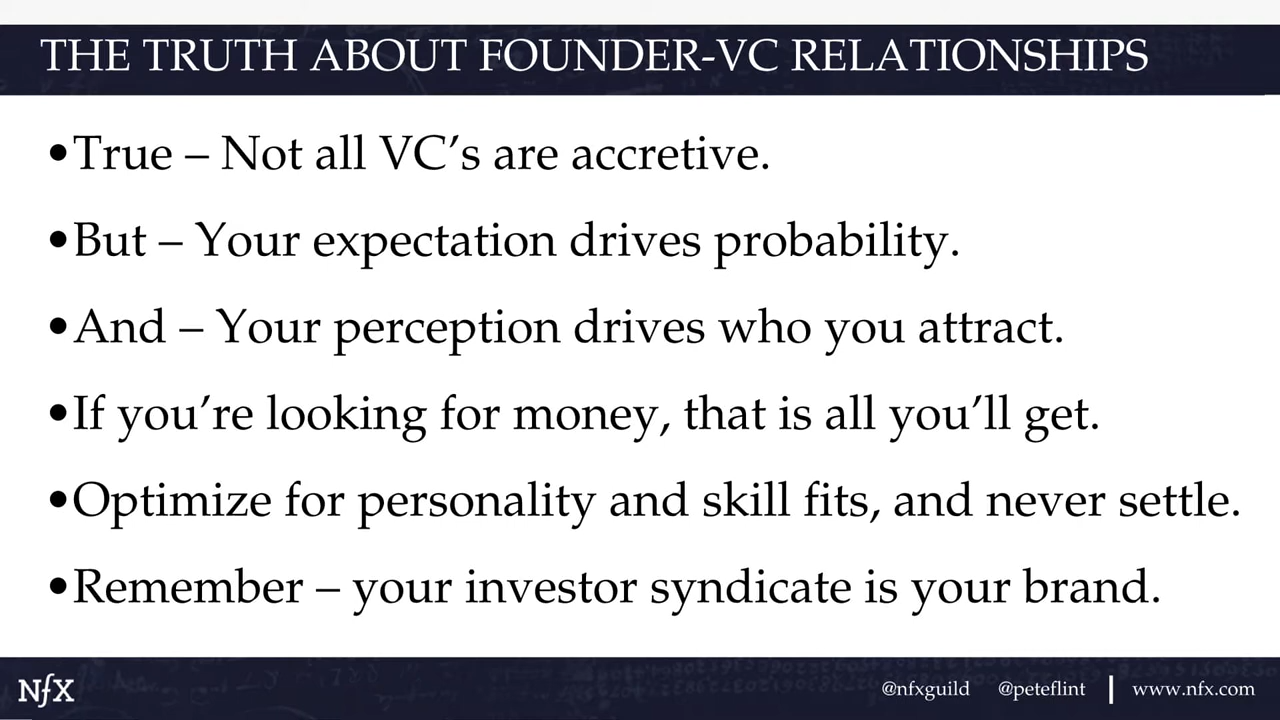 THE TRUTH ABOUT FOUNDER-VC RELATIONSHIPS
•True – Not all VC’s are accretive.
•But – Your expectation drives probability.
•And – Your perception drives who you attract.
•If you’re looking for money, that is all you’ll get.
•Optimize for personality and skill fits, and never settle.
•Remember – your investor syndicate is your brand.
NfX @nfxguild @peteflint | www.nfx.com